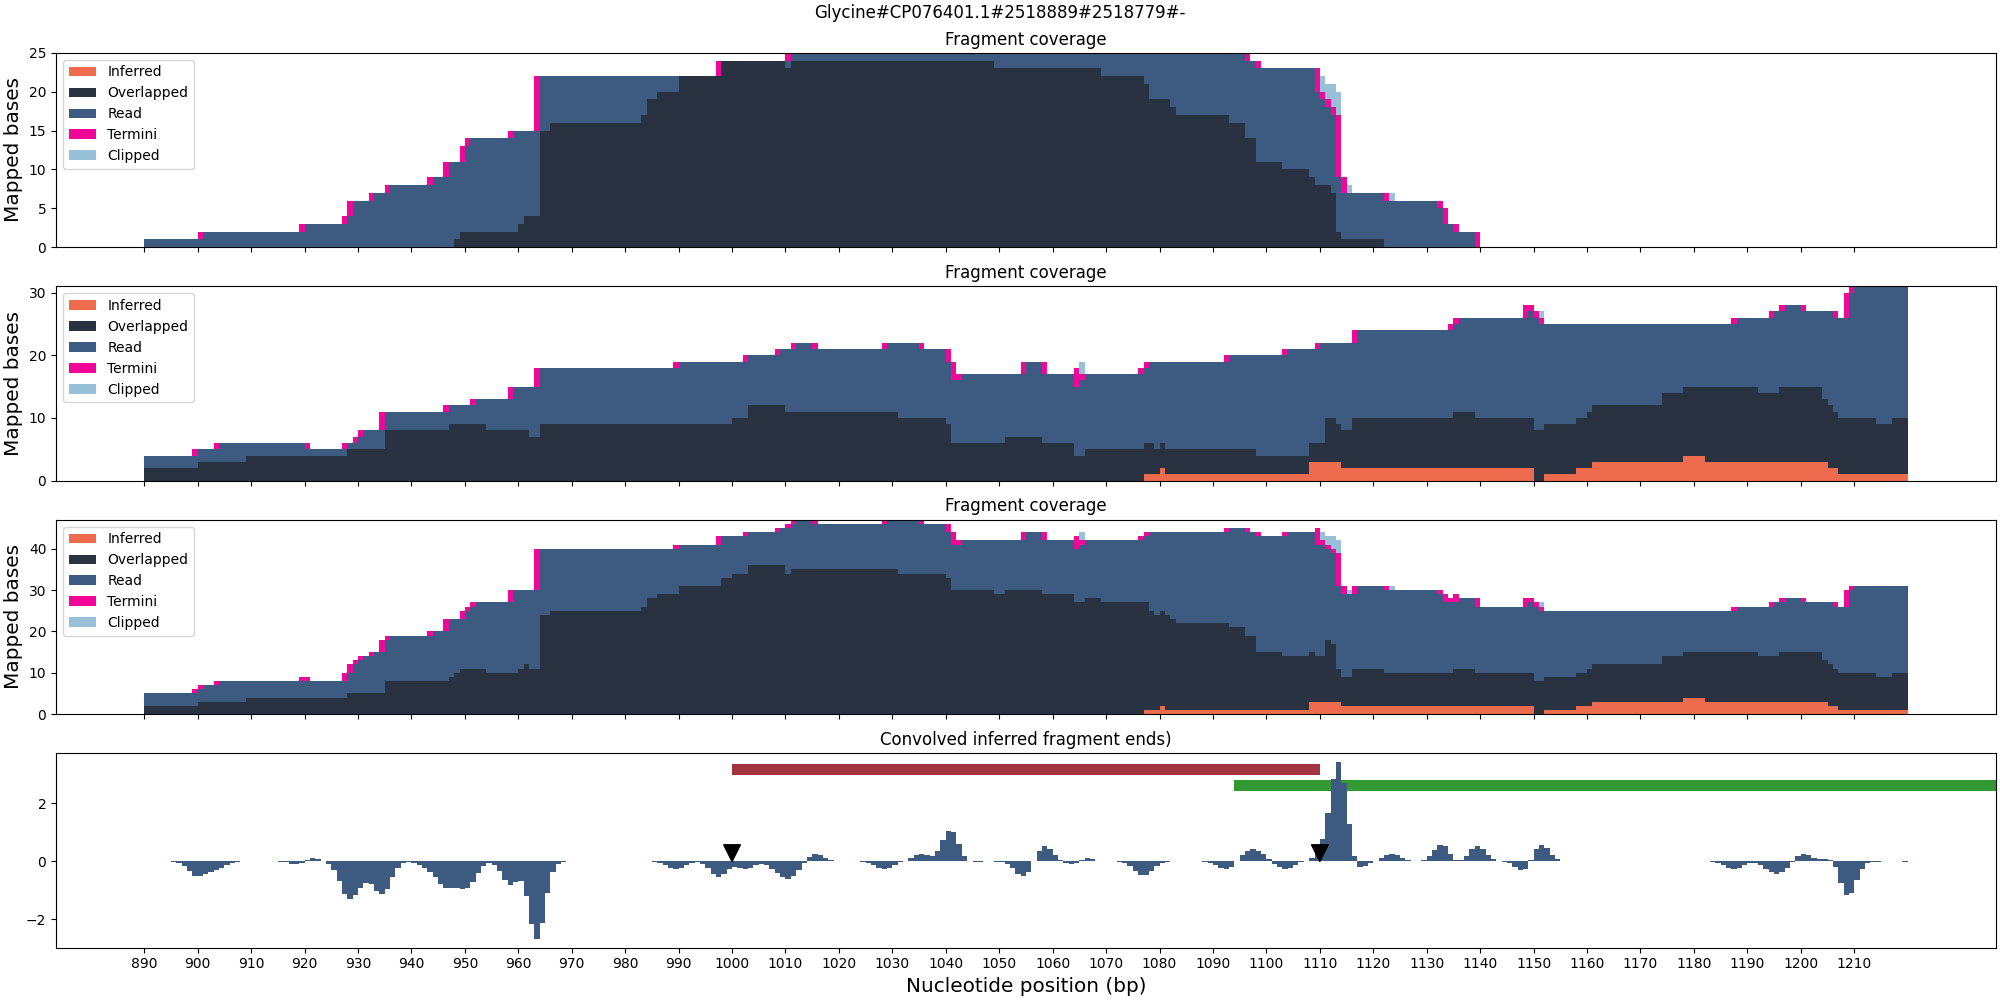 Glycine#CP076401.1#2518889#2518779#-
Fragment coverage
25
20
15
10
5
0
Mapped bases
Inferred
Overlapped
Read
Termini
Clipped
Fragment coverage
30
20
10
0
Mapped bases
Inferred
Overlapped
Read
Termini
Clipped
Fragment coverage
40
30
20
10
0
Mapped bases
Inferred
Overlapped
Read
Termini
Clipped
Convolved inferred fragment ends)
2
0
−2
890 900 910 920 930 940 950 960 970 980 990 1000 1010 1020 1030 1040 1050 1060 1070 1080 1090 1100 1110 1120 1130 1140 1150 1160 1170 1180 1190 1200 1210
Nucleotide position (bp)